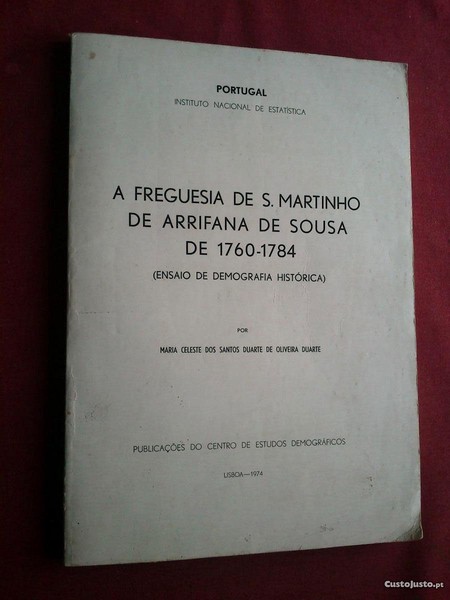 PORTUGAL
INSTITUTO NACIONAL DE ESTATÍSTICA
A FREGUESIA DE S. MARTINHO
DE ARRIFANA DE SOUSA
DE 1760-1784
(ENSAIO DE DEMOGRAFIA HISTÓRICA)
POR
MARIA CELESTE DOS SANTOS DUARTE DE OLIVEIRA DUARTE
PUBLICAÇÕES DO CENTRO DE ESTUDOS DEMOGRÁFICOS
LISBOA—1974
CustoJusto.pt